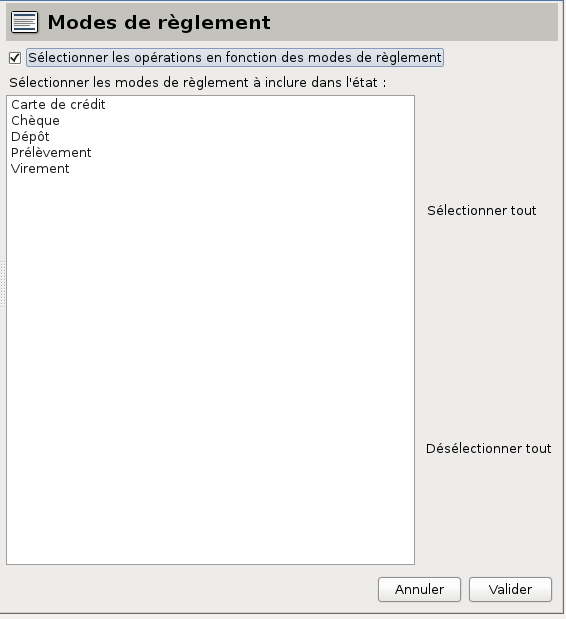 Modes de règlement
Sélectionner les opérations en fonction des modes de règlement
Sélectionner les modes de règlement à inclure dans l'état :
Carte de crédit
Chèque
Dépôt
Prélèvement
Virement
Sélectionner tout
Désélectionner tout
Annuler
Valider